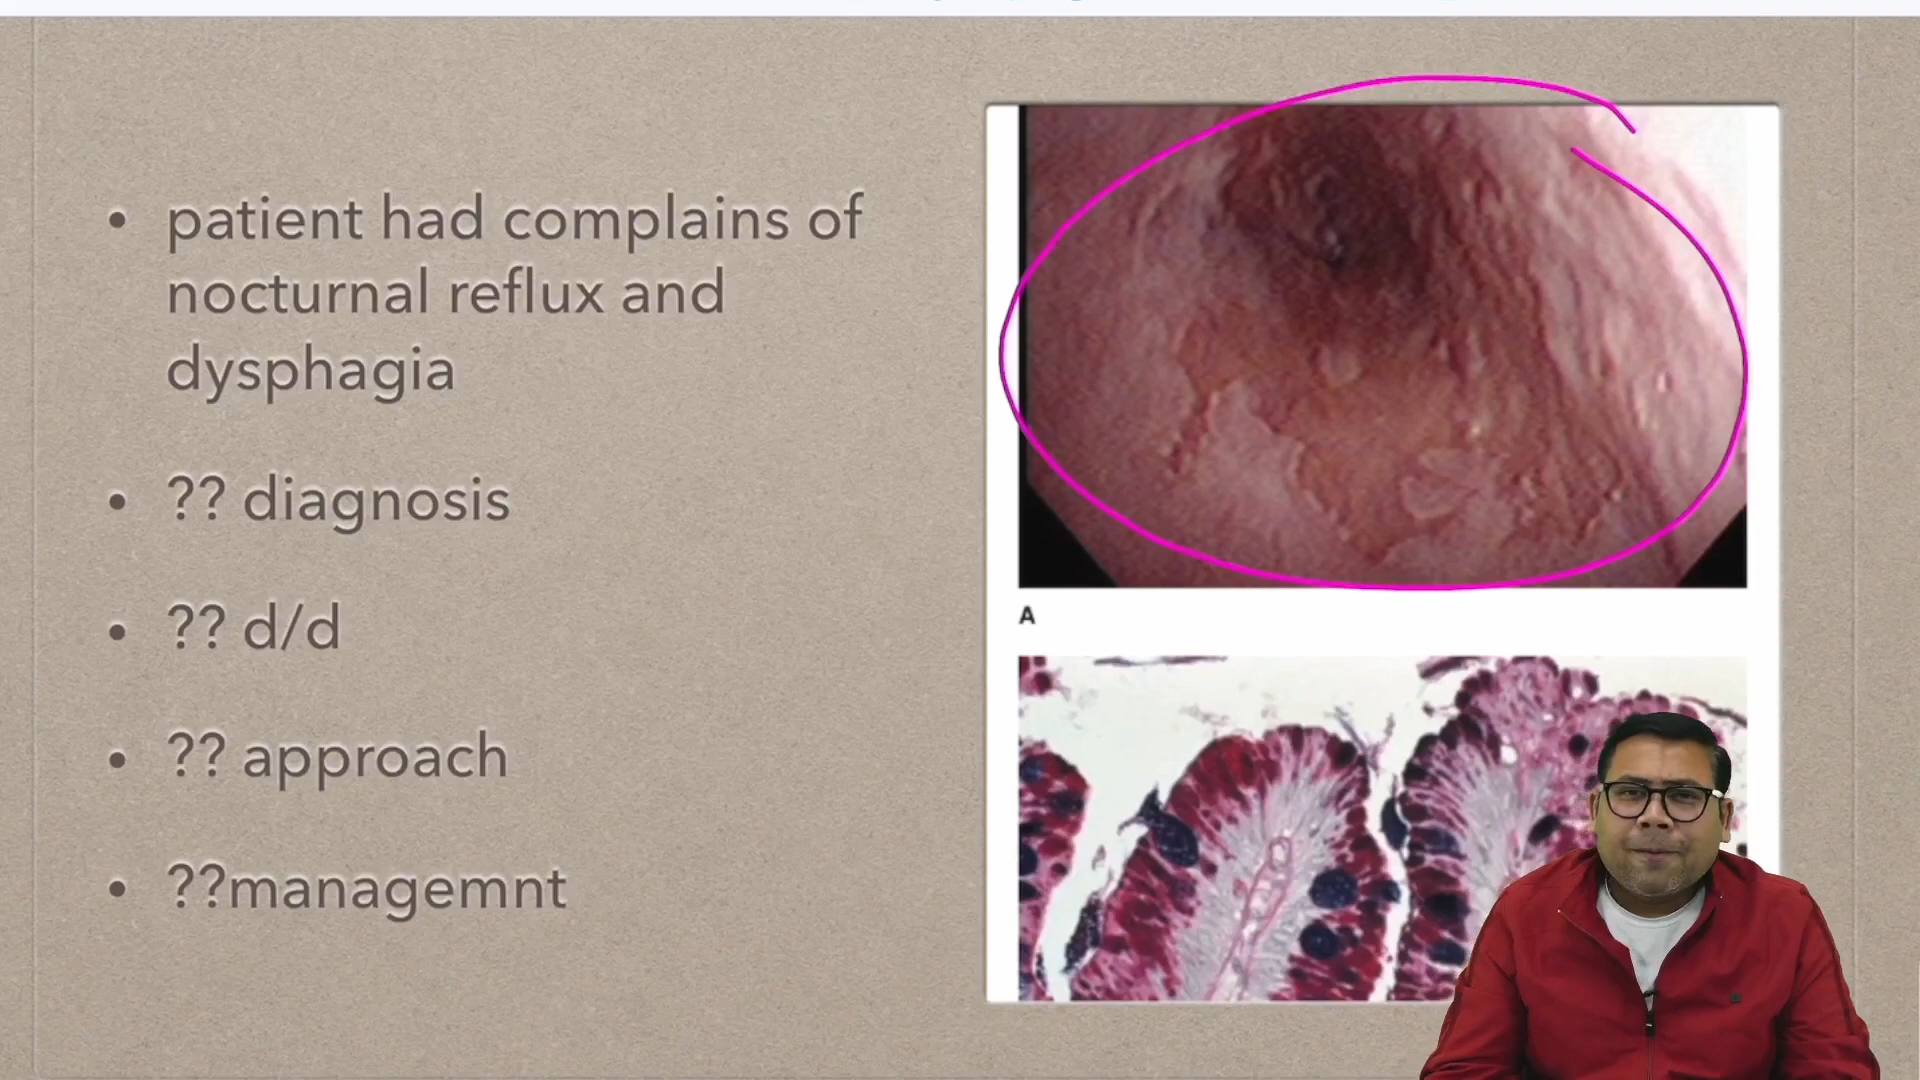 • patient had complains of
nocturnal reflux and
dysphagia
• ?? diagnosis
• ?? d/d
• ?? approach
• ??managemnt
A